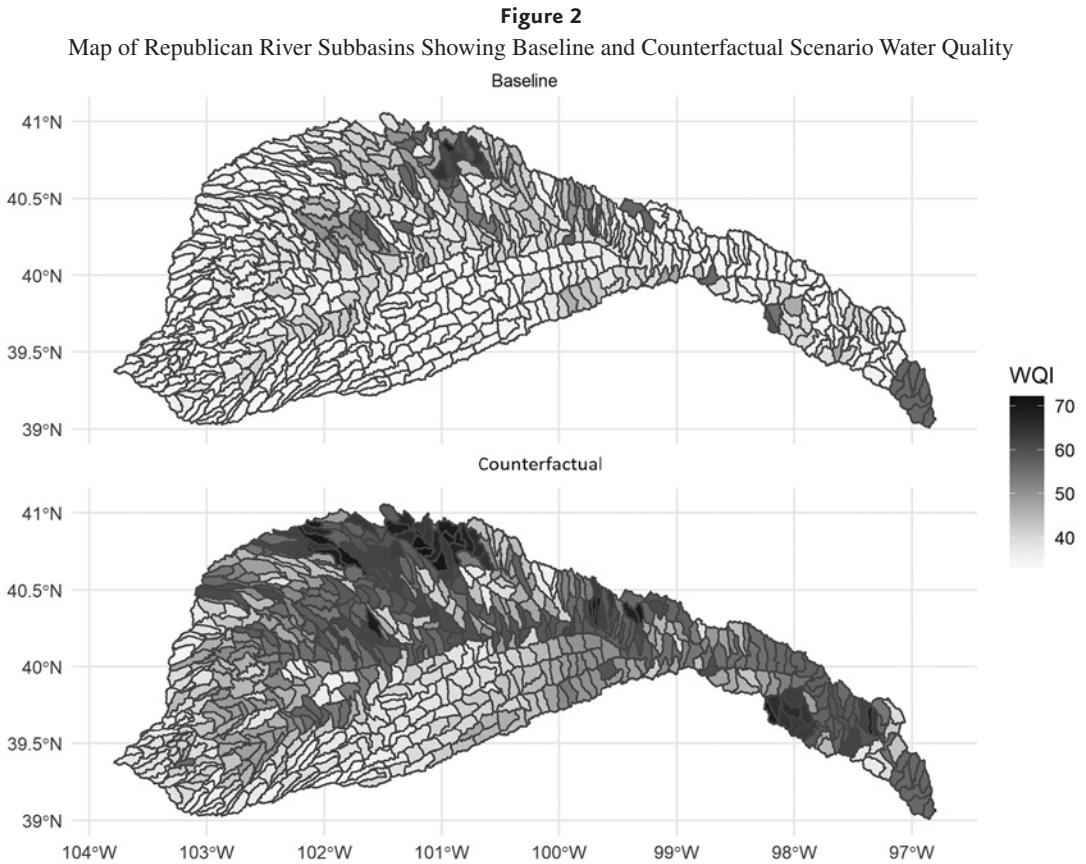 Figure 2
Map of Republican River Subbasins Showing Baseline and Counterfactual Scenario Water Quality
Baseline
41°N
40.5°N
40°N
39.5°N
39°N
WQI
70
60
50
40
Counterfactual
41°N
40.5°N
40°N
39.5°N
39°N
104°W 103°W 102°W 101°W 100°W 99°W 98°W 97°W